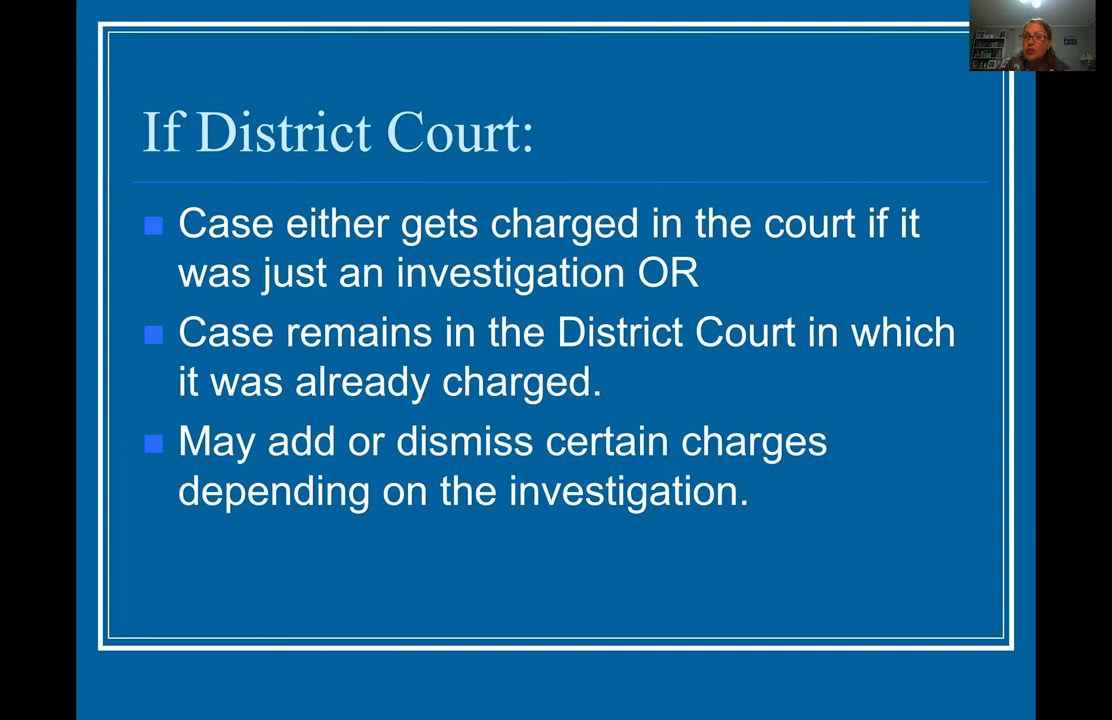 If District Court:
Case either gets charged in the court if it
was just an investigation OR
Case remains in the District Court in which
it was already charged.
May add or dismiss certain charges
depending on the investigation.